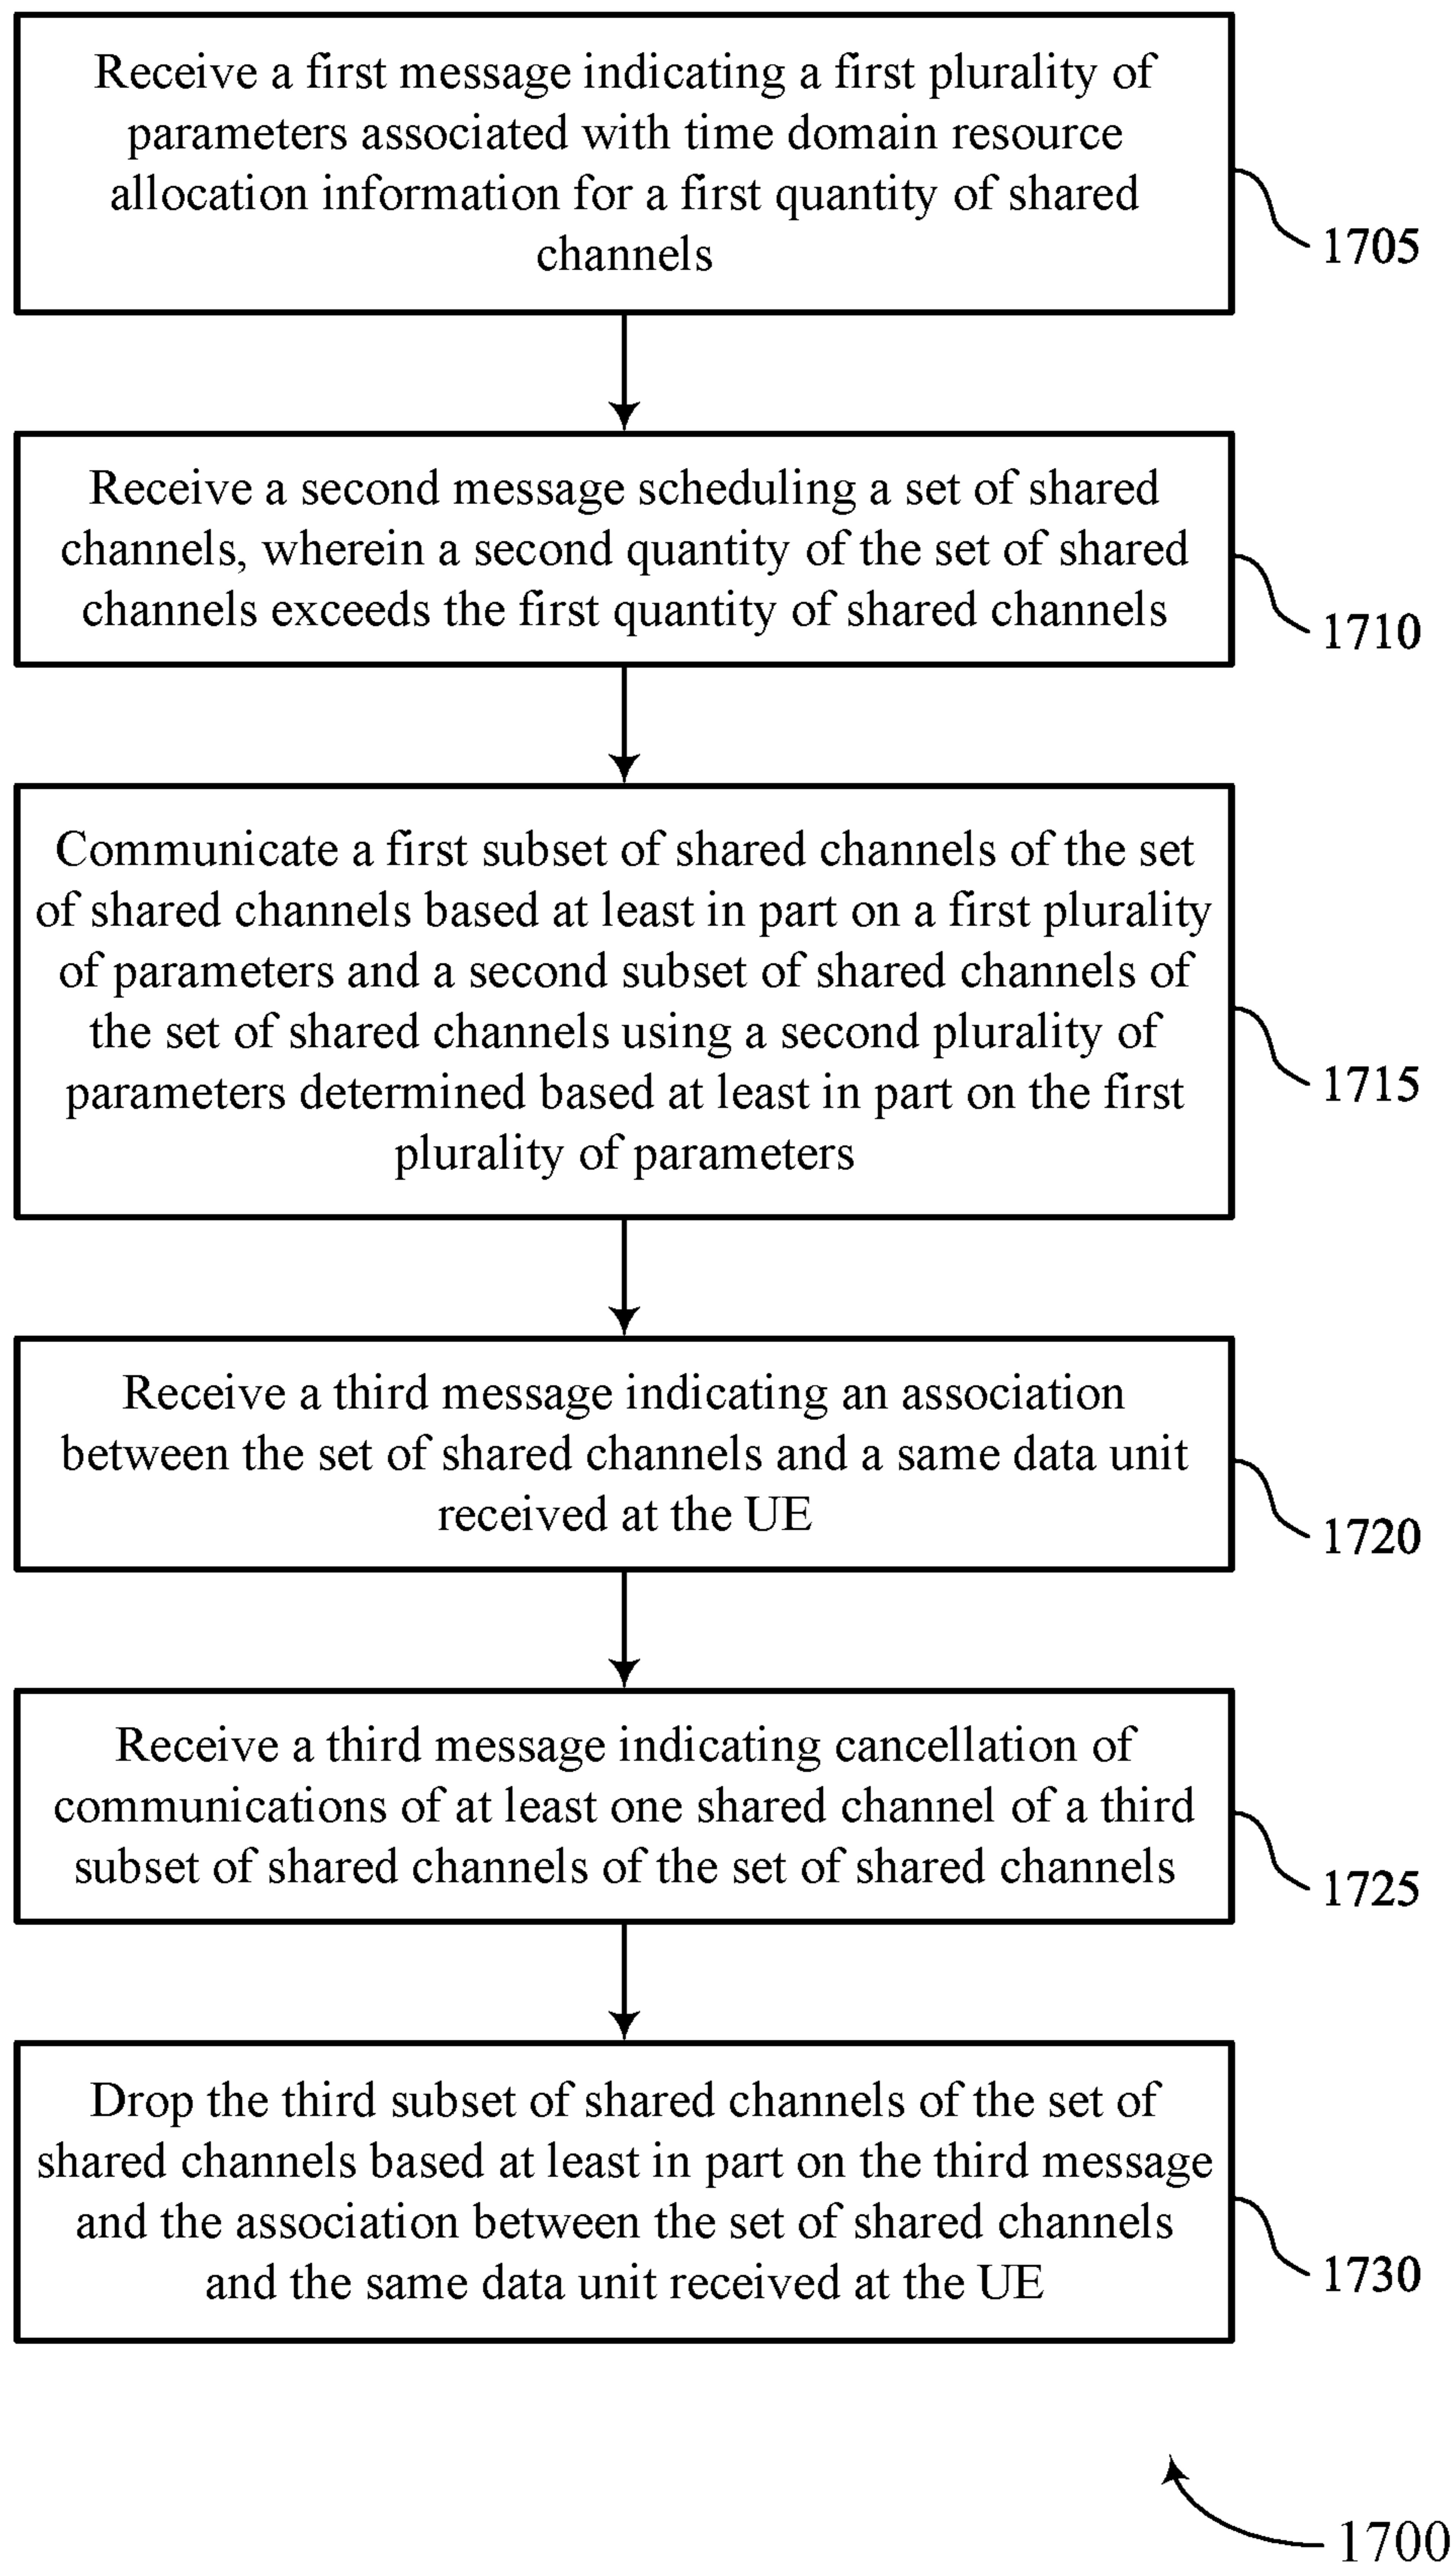 Receive a first message indicating a first plurality of
parameters associated with time domain resource
allocation information for a first quantity of shared
channels
1705
Receive a second message scheduling a set of shared
channels, wherein a second quantity of the set of shared
channels exceeds the first quantity of shared channels
1710
Communicate a first subset of shared channels of the set
of shared channels based at least in part on a first plurality
of parameters and a second subset of shared channels of
the set of shared channels using a second plurality of
parameters determined based at least in part on the first
plurality of parameters
1715
Receive a third message indicating an association
between the set of shared channels and a same data unit
received at the UE
1720
Receive a third message indicating cancellation of
communications of at least one shared channel of a third
subset of shared channels of the set of shared channels
1725
Drop the third subset of shared channels of the set of
shared channels based at least in part on the third message
and the association between the set of shared channels
and the same data unit received at the UE
1730
1700